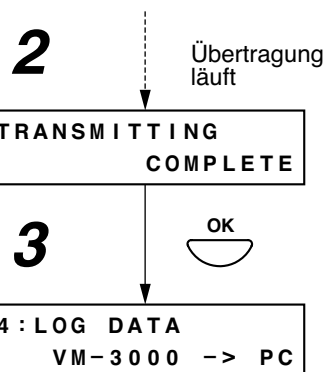 2
Übertragung
läuft
TRANSMITTING
COMPLETE
3
OK
4:LOG DATA
VM-3000 -> PC